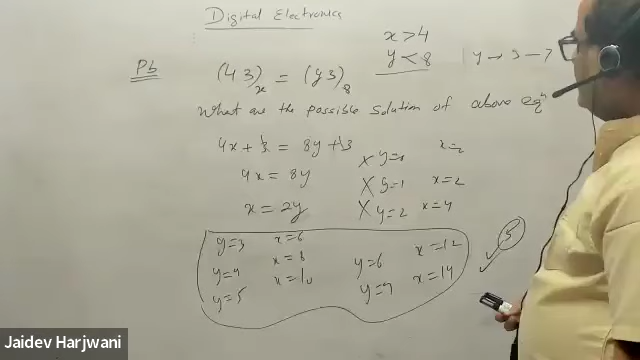 Digital Electronics
x > 4
y < 8
y → 3 – 7
Pb
(43)x = (y3)8
What are the possible solution of above eqn
4x + 3 = 8y + 3
4x = 8y
x = 2y
X y=0
X y=1 x=2
X y=2 x=4
y=3 x=6
y=4 x=8
y=5 x=10
y=6 x=12
y=7 x=14
5
Jaidev Harjwani